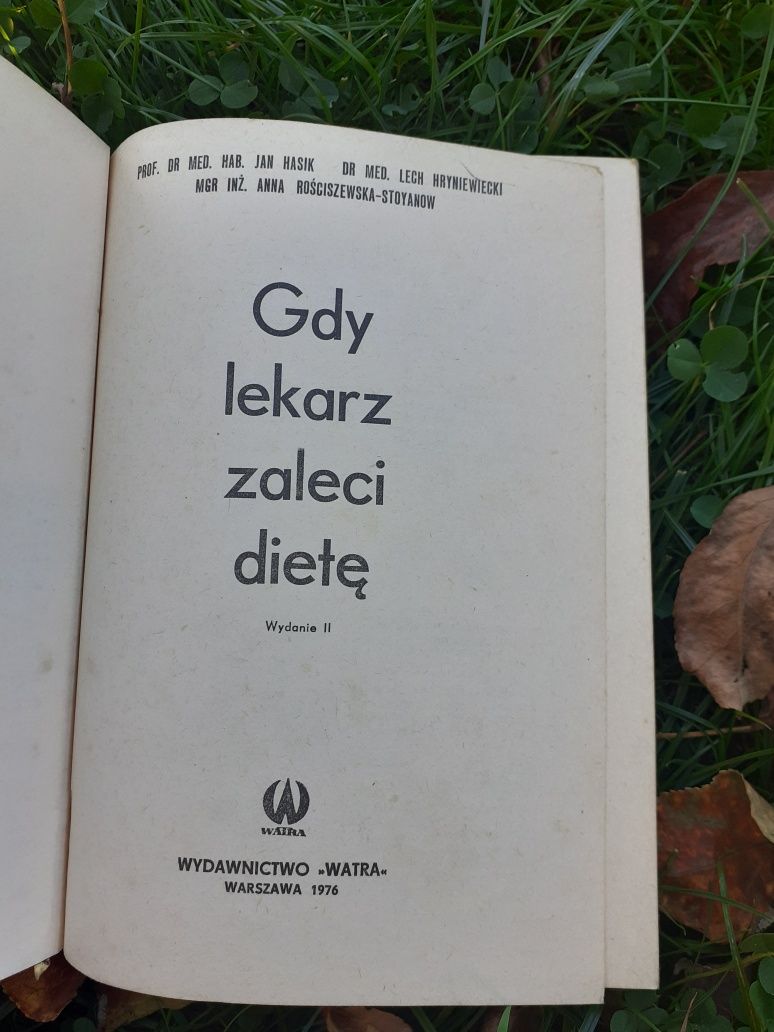 PROF. DR MED. HAB. JAN HASIK DR MED. LECH HRYNIEWIECKI
MGR INŻ. ANNA ROŚCISZEWSKA-STOYANOW
Gdy
lekarz
zaleci
dietę
Wydanie II
WATRA
WYDAWNICTWO »WATRA«
WARSZAWA 1976